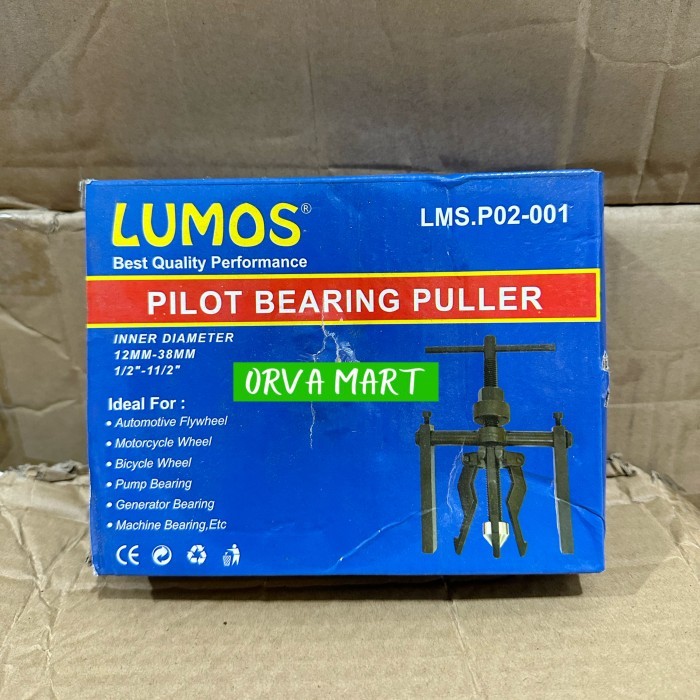 LUMOS®
LMS.P02-001
Best Quality Performance
PILOT BEARING PULLER
INNER DIAMETER
12MM-38MM
1/2"-11/2"
ORVA MART
Ideal For :
• Automotive Flywheel
• Motorcycle Wheel
• Bicycle Wheel
• Pump Bearing
• Generator Bearing
• Machine Bearing,Etc
CE